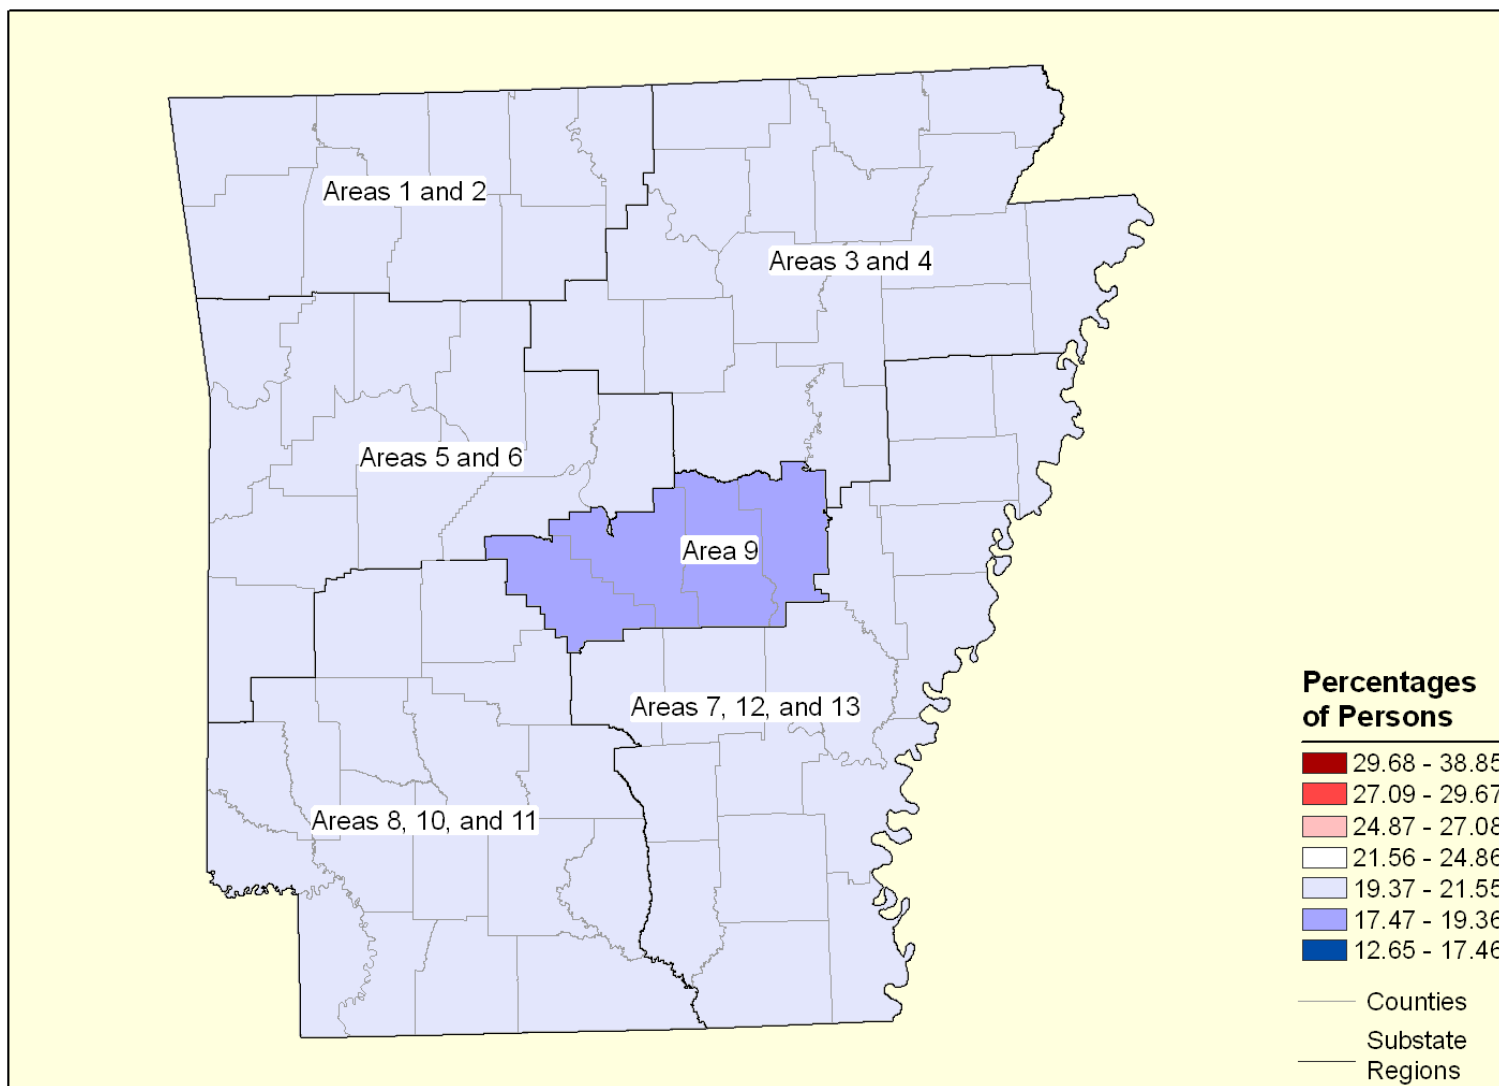 Areas 1 and 2
Areas 3 and 4
Areas 5 and 6
Area 9
Areas 7, 12, and 13
Areas 8, 10, and 11
Percentages
of Persons
29.68 - 38.85
27.09 - 29.67
24.87 - 27.08
21.56 - 24.86
19.37 - 21.55
17.47 - 19.36
12.65 - 17.46
Counties
Substate
Regions